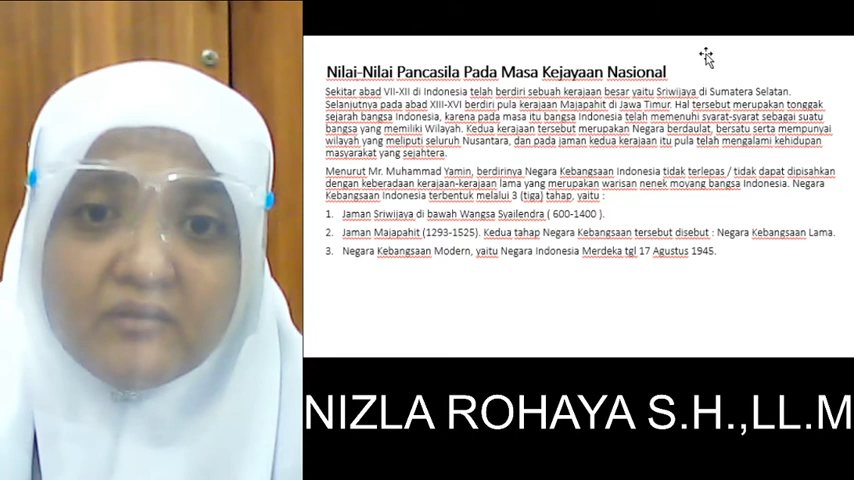 Nilai-Nilai Pancasila Pada Masa Kejayaan Nasional
Sekitar abad VII-XII di Indonesia telah berdiri sebuah kerajaan besar yaitu Sriwijaya di Sumatera Selatan.
Selanjutnya pada abad XIII-XVI berdiri pula kerajaan Majapahit di Jawa Timur. Hal tersebut merupakan tonggak
sejarah bangsa Indonesia, karena pada masa itu bangsa Indonesia telah memenuhi syarat-syarat sebagai suatu
bangsa yang memiliki Wilayah. Kedua kerajaan tersebut merupakan Negara berdaulat, bersatu serta mempunyai
wilayah yang meliputi seluruh Nusantara, dan pada jaman kedua kerajaan itu pula telah mengalami kehidupan
masyarakat yang sejahtera.
Menurut Mr. Muhammad Yamin, berdirinya Negara Kebangsaan Indonesia tidak terlepas / tidak dapat dipisahkan
dengan keberadaan kerajaan-kerajaan lama yang merupakan warisan nenek moyang bangsa Indonesia. Negara
Kebangsaan Indonesia terbentuk melalui 3 (tiga) tahap, yaitu :
1. Jaman Sriwijaya di bawah Wangsa Syailendra ( 600-1400 ).
2. Jaman Majapahit (1293-1525). Kedua tahap Negara Kebangsaan tersebut disebut : Negara Kebangsaan Lama.
3. Negara Kebangsaan Modern, yaitu Negara Indonesia Merdeka tgl 17 Agustus 1945.
NIZLA ROHAYA S.H.,LL.M